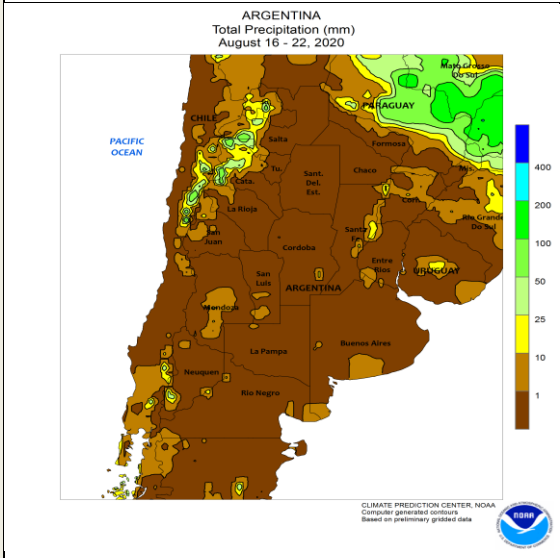 ARGENTINA
Total Precipitation (mm)
August 16 - 22, 2020
Mato Grosso
Do Sul
PARAGUAY
CHILE
PACIFIC
OCEAN
Salta
Formosa
Tu.
Chaco
Mis.
Cata.
Sant.
Del.
Est.
Corr.
La Rioja
Rio Grande
Do Sul
San
Juan
Santa
Fe
Cordoba
Entre
Rios
URUGUAY
San
Luis
ARGENTINA
Mendoza
Buenos Aires
La Pampa
Neuquen
Rio Negro
400
200
100
50
25
10
1
CLIMATE PREDICTION CENTER, NOAA
Computer generated contours
Based on preliminary gridded data
NOAA